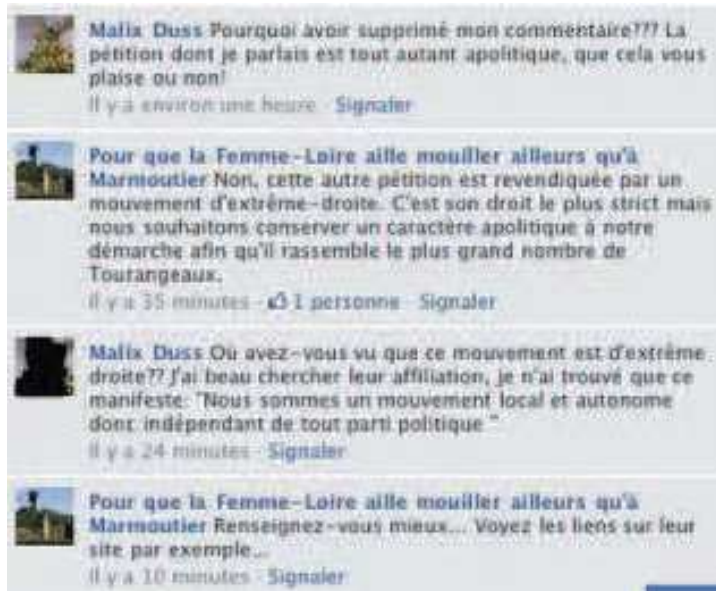 Malix Duss Pourquoi avoir supprimé mon commentaire??? La
pétition dont je parlais est tout autant apolitique, que cela vous
plaise ou non!
Il y a environ une heure · Signaler
Pour que la Femme-Loire aille mouiller ailleurs qu'à
Marmoutier Non, cette autre pétition est revendiquée par un
mouvement d'extrême-droite. C'est son droit le plus strict mais
nous souhaitons conserver un caractère apolitique à notre
démarche afin qu'il rassemble le plus grand nombre de
Tourangeaux.
Il y a 35 minutes · 1 personne · Signaler
Malix Duss Où avez-vous vu que ce mouvement est d'extrême
droite?? J'ai beau chercher leur affiliation, je n'ai trouvé que ce
manifeste: "Nous sommes un mouvement local et autonome
donc indépendant de tout parti politique "
Il y a 24 minutes · Signaler
Pour que la Femme-Loire aille mouiller ailleurs qu'à
Marmoutier Renseignez-vous mieux... Voyez les liens sur leur
site par exemple...
Il y a 10 minutes · Signaler